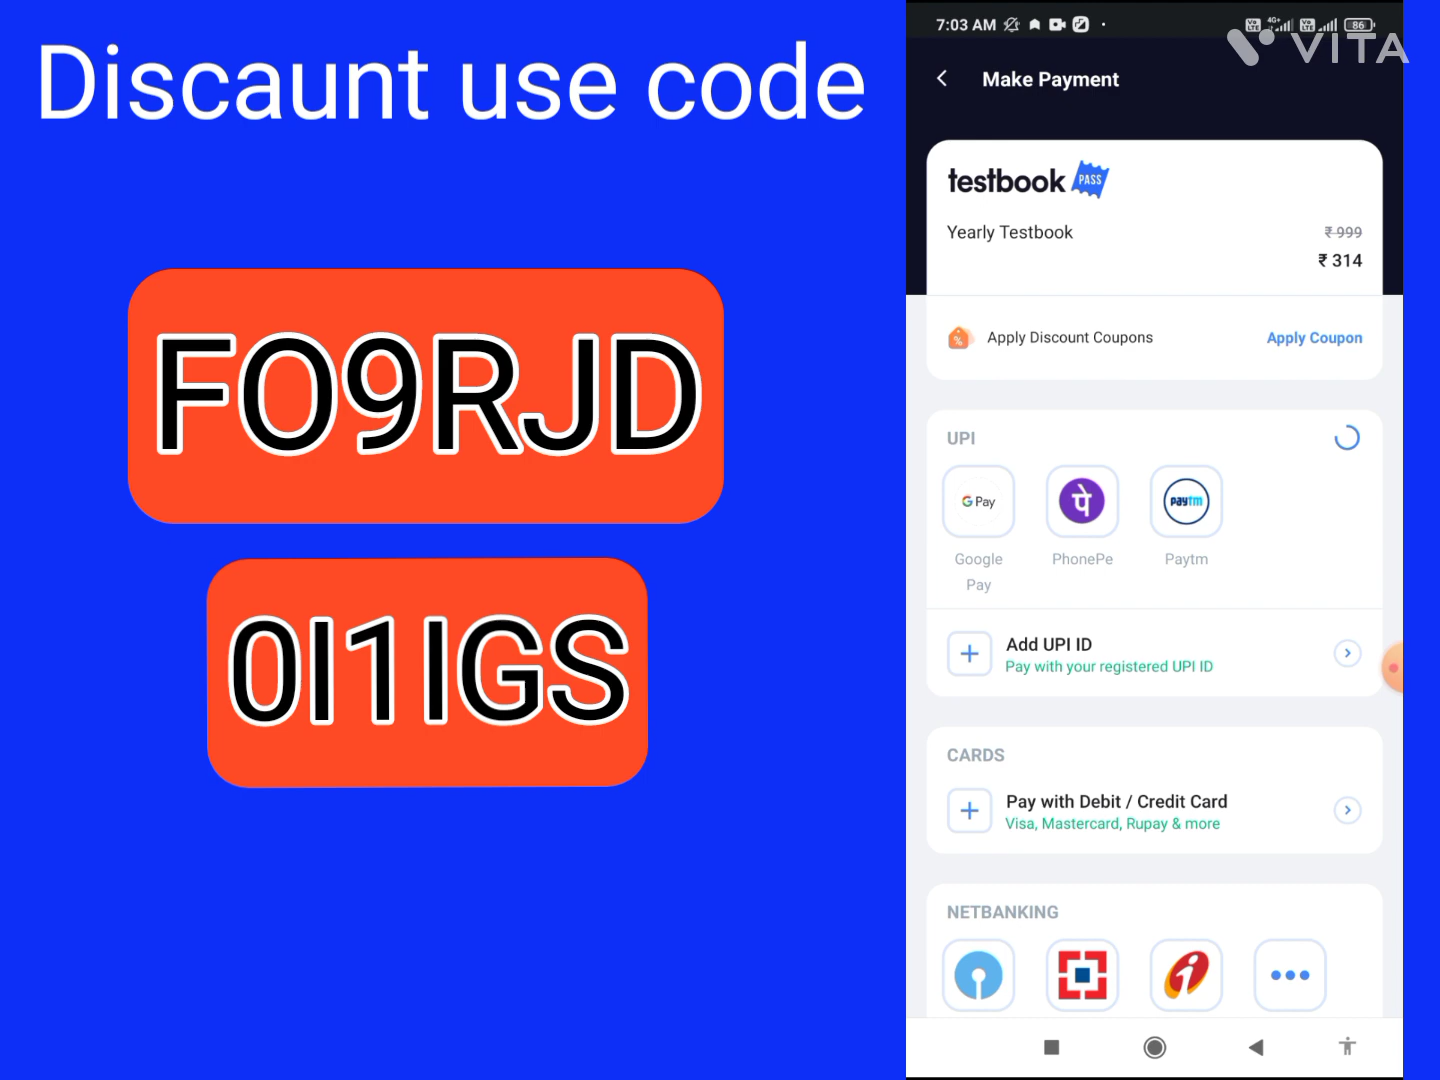 Discaunt use code
FO9RJD
0I1IGS
7:03 AM
4G+
86
VITA
Make Payment
testbook PASS
Yearly Testbook
₹ 999
₹ 314
Apply Discount Coupons
Apply Coupon
UPI
G Pay
पे
paytm
Google
Pay
PhonePe
Paytm
Add UPI ID
Pay with your registered UPI ID
CARDS
Pay with Debit / Credit Card
Visa, Mastercard, Rupay & more
NETBANKING